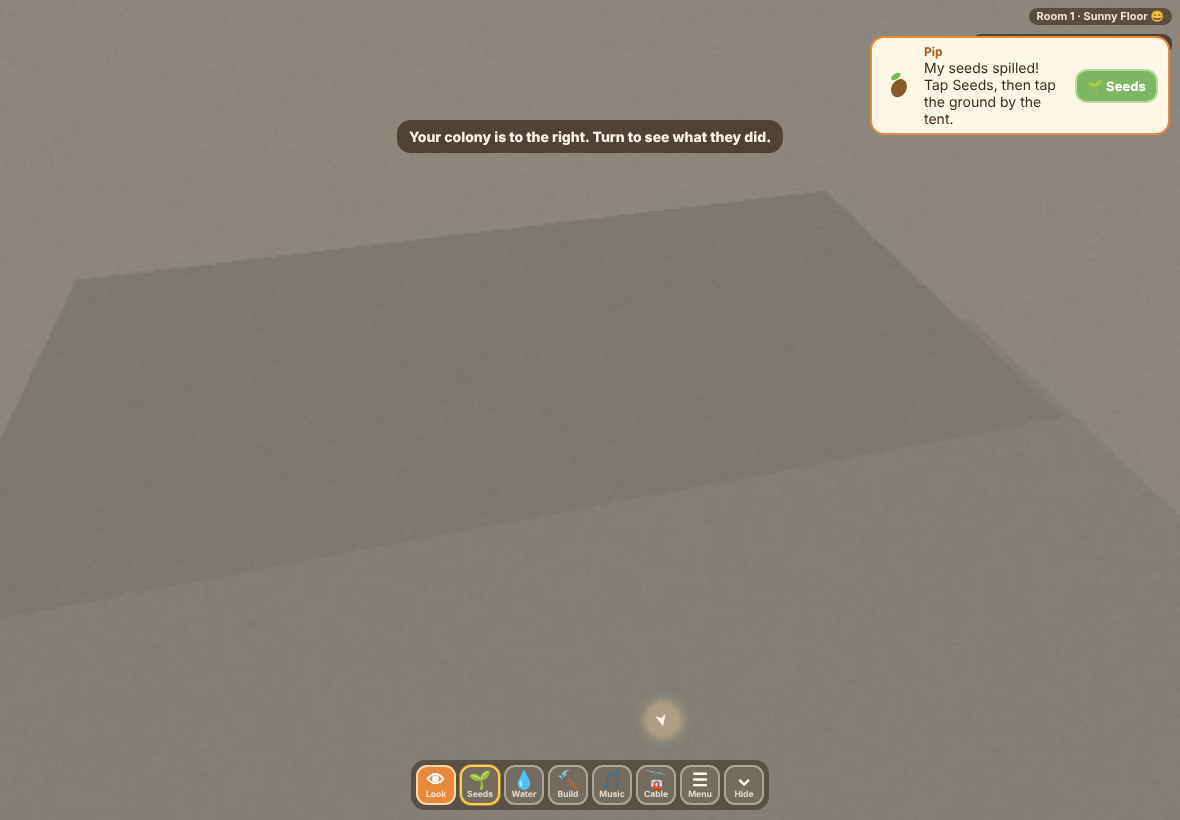 Room 1 · Sunny Floor 😄
Pip
My seeds spilled!
Tap Seeds, then tap
the ground by the
tent.
🌱 Seeds
Your colony is to the right. Turn to see what they did.
Look
Seeds
Water
Build
Music
Cable
Menu
Hide